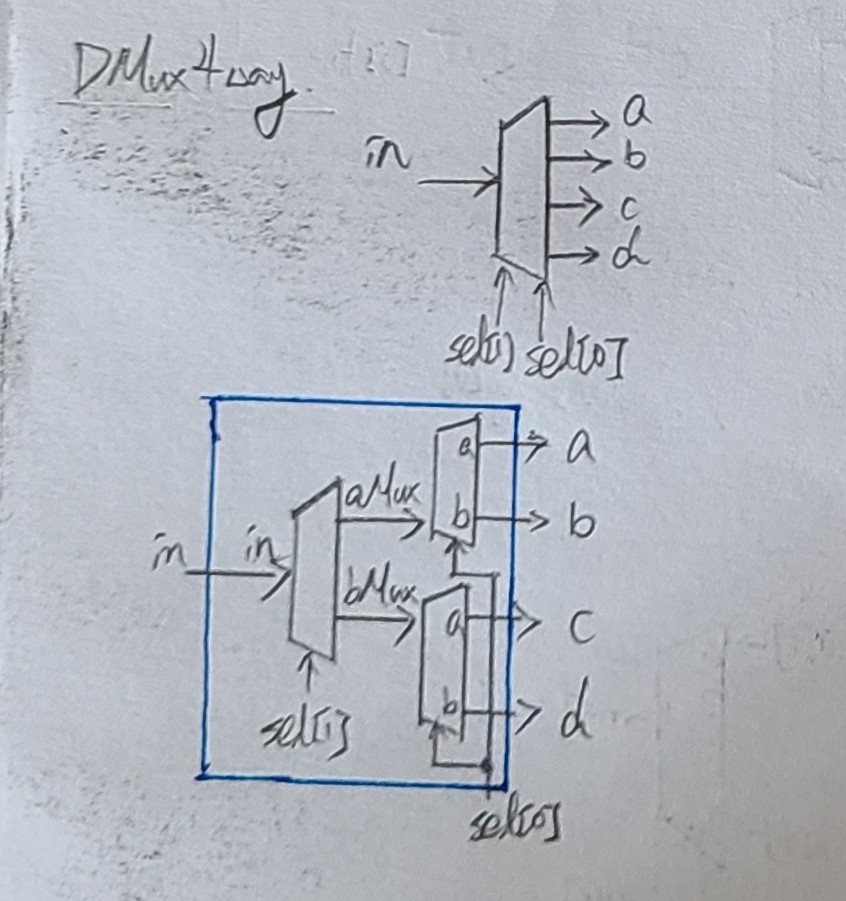 DMux4way.
a
in
b
c
d
sel[1] sel[0]
a
a
aMux
b
b
in
in
bMux
a
c
b
d
sel[1]
sel[0]